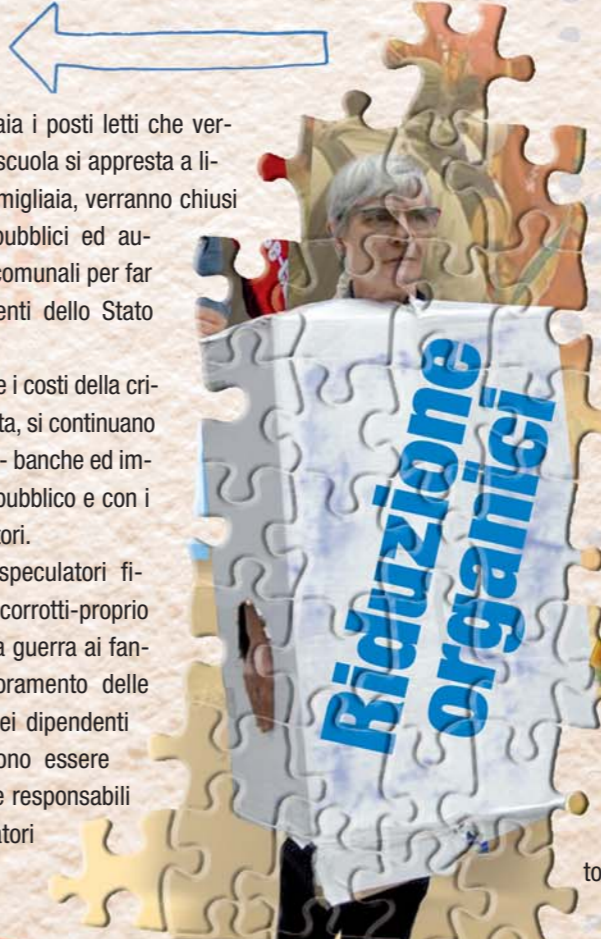 aia i posti letti che ver-
scuola si appresta a li-
migliaia, verranno chiusi
pubblici ed au-
comunali per far
enti dello Stato
e i costi della cri-
ta, si continuano
- banche ed im-
pubblico e con i
tori.
speculatori fi-
corrotti-proprio
a guerra ai fan-
oramento delle
ei dipendenti
ono essere
e responsabili
atori
Riduzione
organici
to